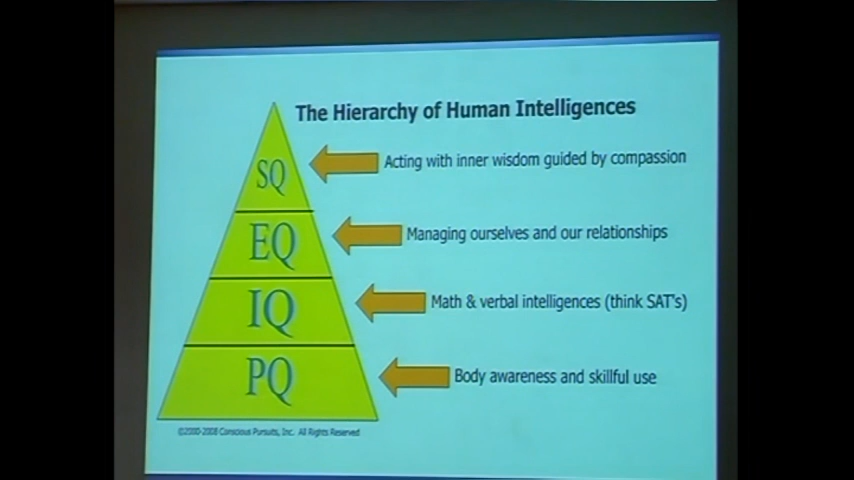 The Hierarchy of Human Intelligences
SQ
Acting with inner wisdom guided by compassion
EQ
Managing ourselves and our relationships
IQ
Math & verbal intelligences (think SAT's)
PQ
Body awareness and skillful use
©2000-2008 Conscious Pursuits, Inc. All Rights Reserved